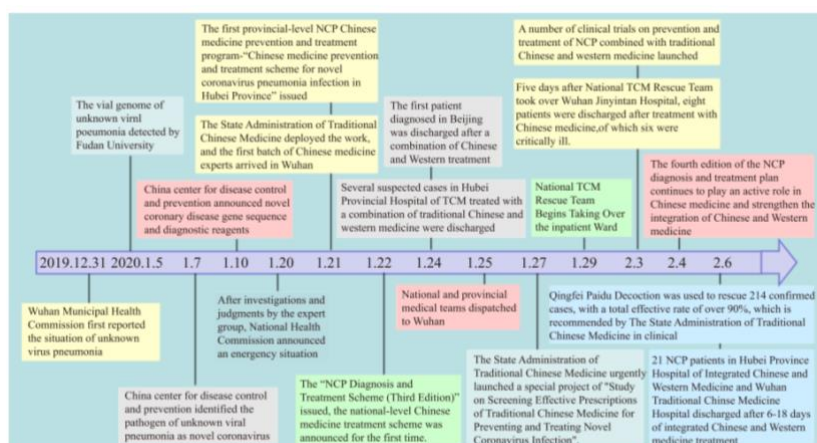 The first provincial-level NCP Chinese
medicine prevention and treatment
program-"Chinese medicine prevention
and treatment scheme for novel
coronavirus pneumonia infection in
Hubei Province" issued
A number of clinical trials on prevention and
treatment of NCP combined with traditional
Chinese and western medicine launched
Five days after National TCM Rescue Team
took over Wuhan Jinyintan Hospital, eight
patients were discharged after treatment with
Chinese medicine,of which six were
critically ill.
The vial genome of
unknown virnl
poeumonia detected by
Fudan University
The State Administration of Traditional
Chinese Medicine deployed the work,
and the first batch of Chinese medicine
experts arrived in Wuhan
The first patient
diagnosed in Beijing
was discharged after a
combination of Chinese
and Western treatment
The fourth edition of the NCP
diagnosis and treatment plan
continues to play an active role in
Chinese medicine and strengthen the
integration of Chinese and Western
medicine
China center for disease control
and prevention announced novel
coronary disease gene sequence
and diagnostic reagents
Several suspected cases in Hubei
Provincial Hospital of TCM treated with
a combination of traditional Chinese and
western medicine were discharged
National TCM
Rescue Team
Begins Taking Over
the inpatient Ward
2019.12.31 2020.1.5 1.7 1.10 1.20 1.21 1.22 1.24 1.25 1.27 1.29 2.3 2.4 2.6
Wuhan Municipal Health
Commission first reported
the situation of unknown
virus pneumonia
After investigations and
judgments by the expert
group, National Health
Commission announced
an energency situation
National and provincial
medical teams dispatched
to Wuhan
Qingfei Paidu Decoction was used to rescue 214 confirmed
cases, with a total effective rate of over 90%, which is
recommended by The State Administration of Traditional
Chinese Medicine in clinical
China center for disease control
and prevention identified the
pathogen of unknown viral
pneumonia as novel coronavirus
The "NCP Diagnosis and
Treatment Scheme (Third Edition)"
issued, the national-level Chinese
medicine treatment scheme was
announced for the first time.
The State Administration of
Traditional Chinese Medicine urgently
launched a special project of "Study
on Screening Effective Prescriptions
of Traditional Chinese Medicine for
Preventing and Treating Novel
Coronavirus Infection".
21 NCP patients in Hubei Province
Hospital of Integrated Chinese and
Western Medicine and Wuhan
Traditional Chinse Medicine
Hospital discharged after 6-18 days
of integrated Chinese and Western
medicine treatment